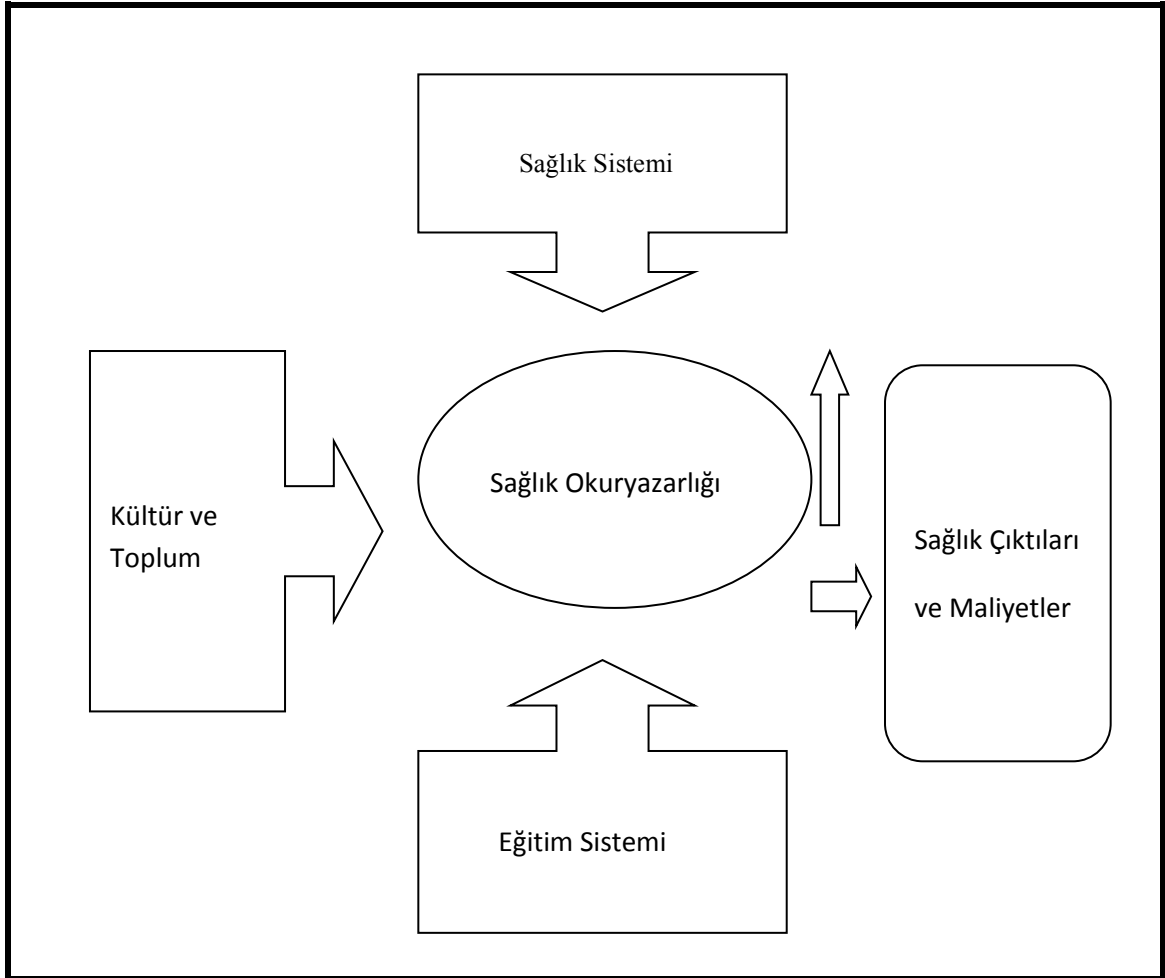 Sağlık Sistemi
Kültür ve
Toplum
Sağlık Okuryazarlığı
Sağlık Çıktıları
ve Maliyetler
Eğitim Sistemi